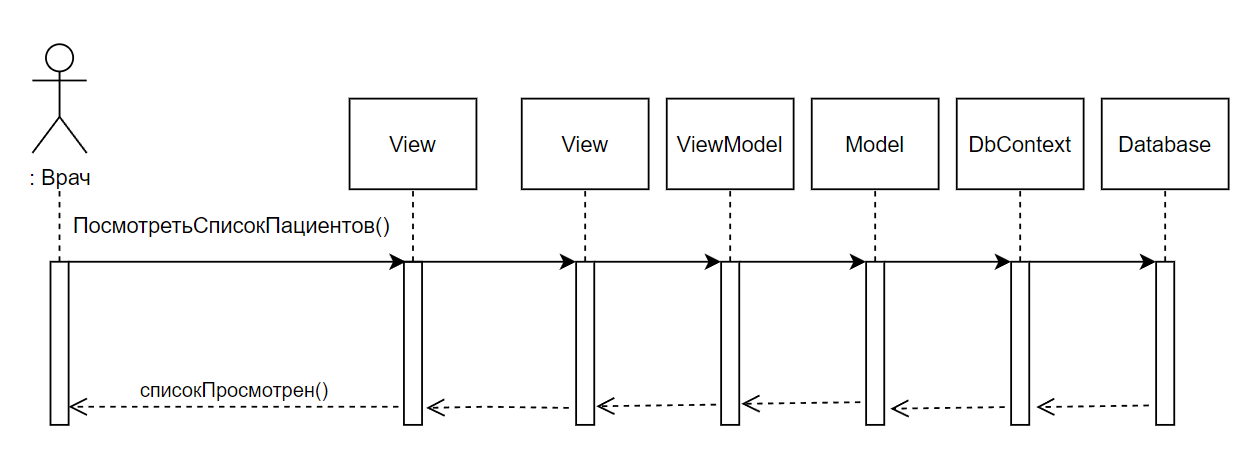 : Врач
View
View
ViewModel
Model
DbContext
Database
ПосмотретьСписокПациентов()
списокПросмотрен()